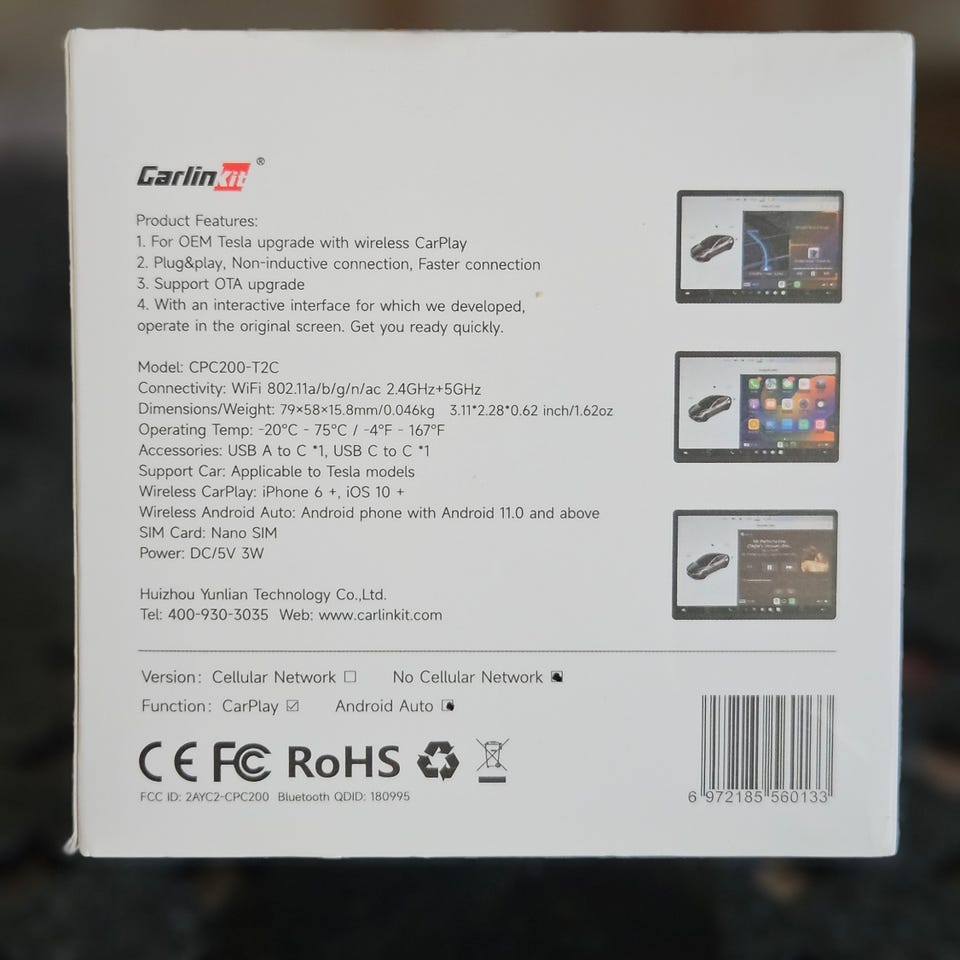 Carlinkit®
Product Features:
1. For OEM Tesla upgrade with wireless CarPlay
2. Plug&play, Non-inductive connection, Faster connection
3. Support OTA upgrade
4. With an interactive interface for which we developed,
operate in the original screen. Get you ready quickly.
Model: CPC200-T2C
Connectivity: WiFi 802.11a/b/g/n/ac 2.4GHz+5GHz
Dimensions/Weight: 79×58×15.8mm/0.046kg 3.11*2.28*0.62 inch/1.62oz
Operating Temp: -20°C - 75°C / -4°F - 167°F
Accessories: USB A to C *1, USB C to C *1
Support Car: Applicable to Tesla models
Wireless CarPlay: iPhone 6 +, iOS 10 +
Wireless Android Auto: Android phone with Android 11.0 and above
SIM Card: Nano SIM
Power: DC/5V 3W
Huizhou Yunlian Technology Co.,Ltd.
Tel: 400-930-3035 Web: www.carlinkit.com
Version: Cellular Network ☐ No Cellular Network
Function: CarPlay ☑ Android Auto
CE FC RoHS
FCC ID: 2AYC2-CPC200 Bluetooth QDID: 180995
6 972185 560133